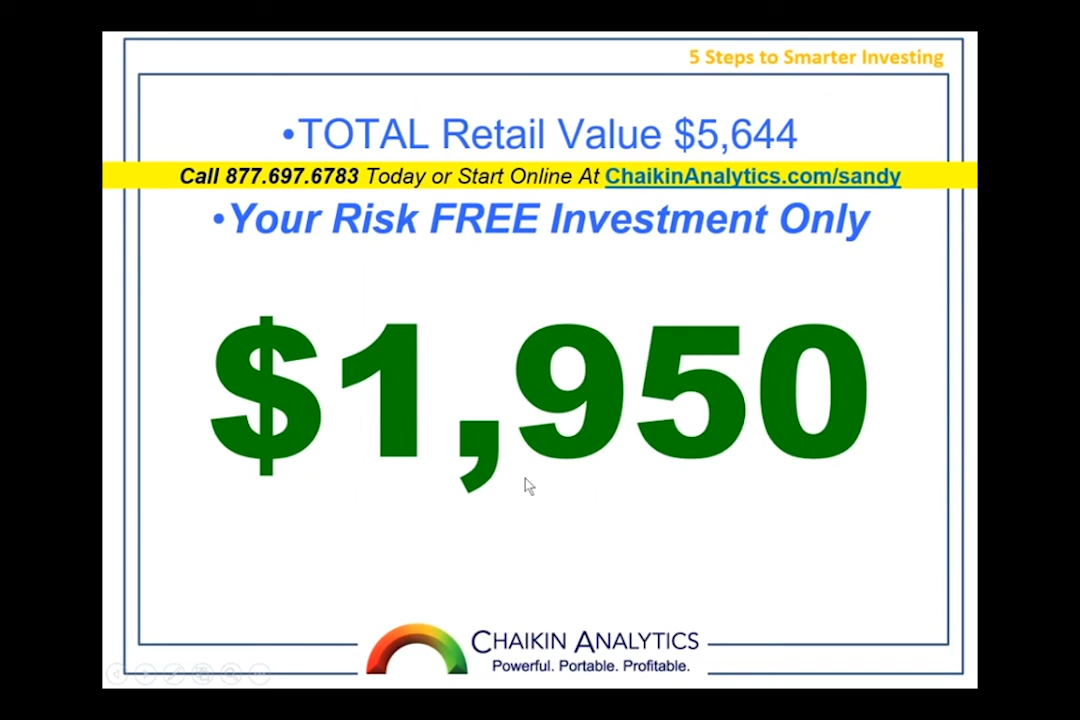 5 Steps to Smarter Investing
•TOTAL Retail Value $5,644
Call 877.697.6783 Today or Start Online At ChaikinAnalytics.com/sandy
•Your Risk FREE Investment Only
$1,950
CHAIKIN ANALYTICS
Powerful. Portable. Profitable.